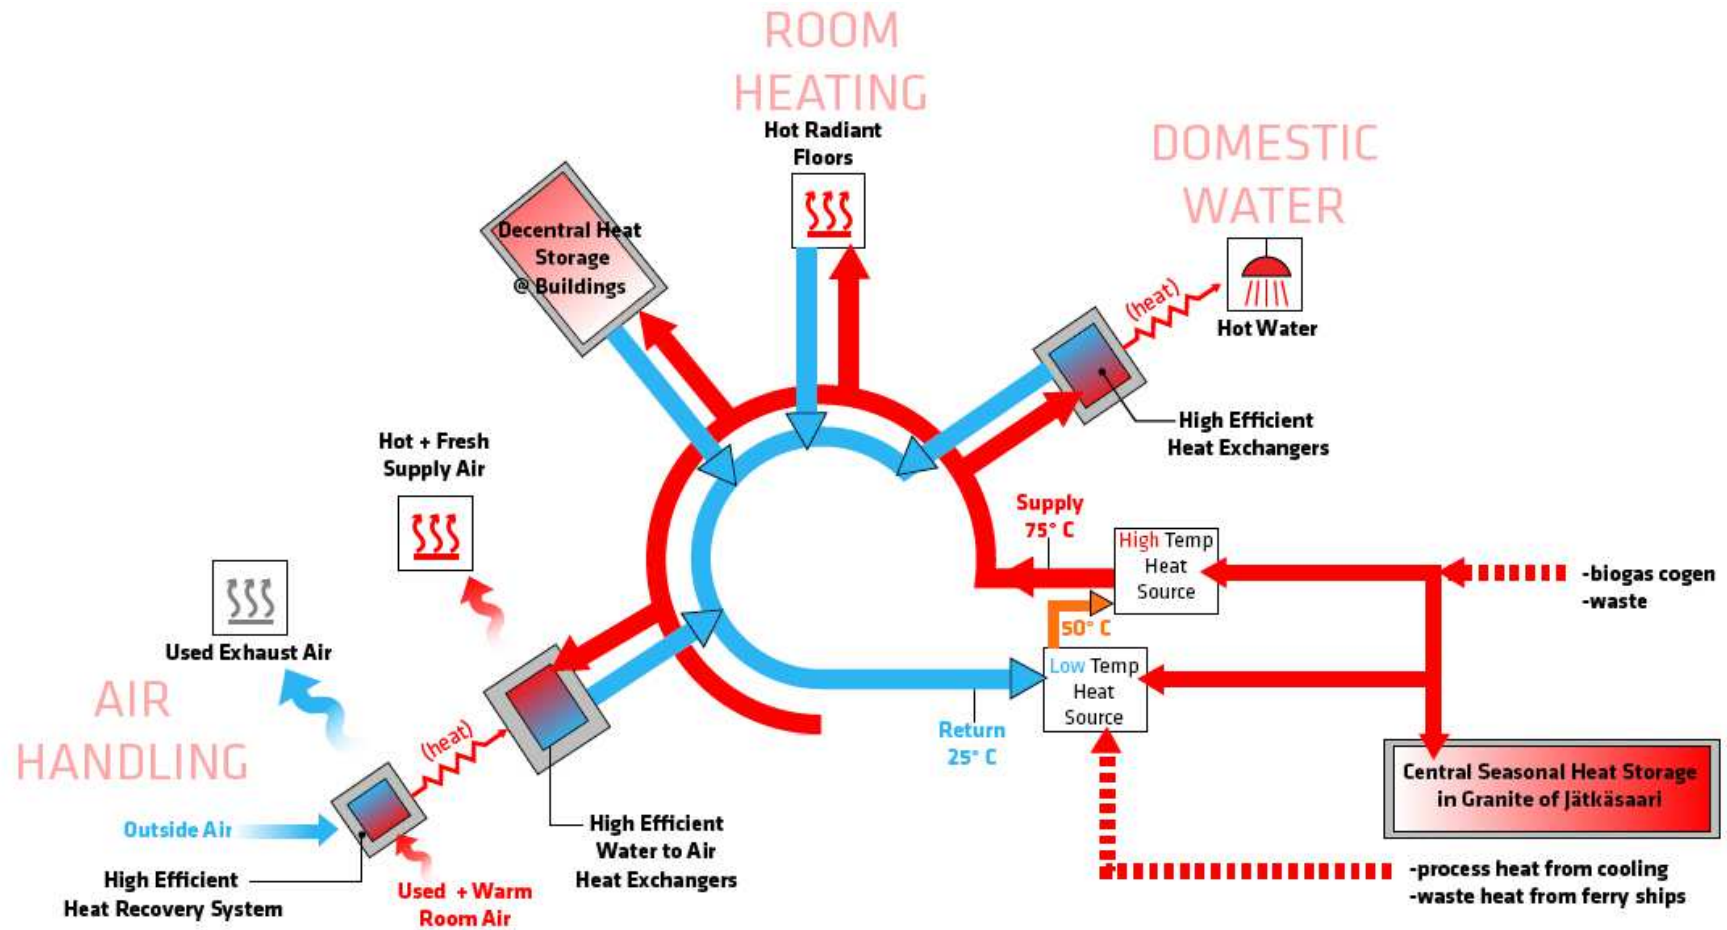 ROOM
HEATING
Hot Radiant
Floors
DOMESTIC
WATER
Hot Water
(heat)
High Efficient
Heat Exchangers
Decentral Heat
Storage
@ Buildings
Hot + Fresh
Supply Air
Used Exhaust Air
AIR
HANDLING
(heat)
Outside Air
High Efficient
Heat Recovery System
Used + Warm
Room Air
High Efficient
Water to Air
Heat Exchangers
Supply
75° C
High Temp
Heat
Source
50° C
Low Temp
Heat
Source
Return
25° C
-biogas cogen
-waste
Central Seasonal Heat Storage
in Granite of Jätkäsaari
-process heat from cooling
-waste heat from ferry ships